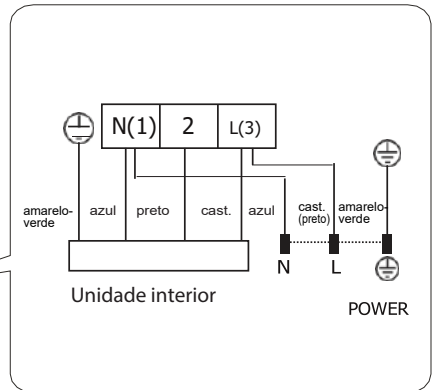 N(1) 2 L(3)
amarelo-
verde
azul
preto
cast.
azul
cast.
(preto)
amarelo-
verde
N
L
Unidade interior
POWER